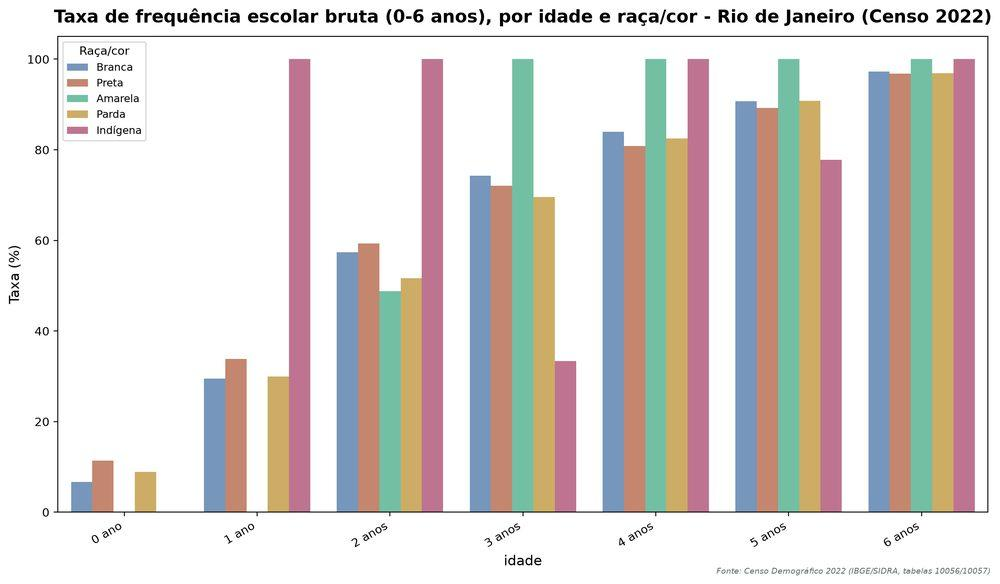 Taxa de frequência escolar bruta (0-6 anos), por idade e raça/cor - Rio de Janeiro (Censo 2022)
Raça/cor
Branca
Preta
Amarela
Parda
Indígena
Taxa (%)
100
80
60
40
20
0
0 ano
1 ano
2 anos
3 anos
4 anos
5 anos
6 anos
idade
Fonte: Censo Demográfico 2022 (IBGE/SIDRA, tabelas 10056/10057)